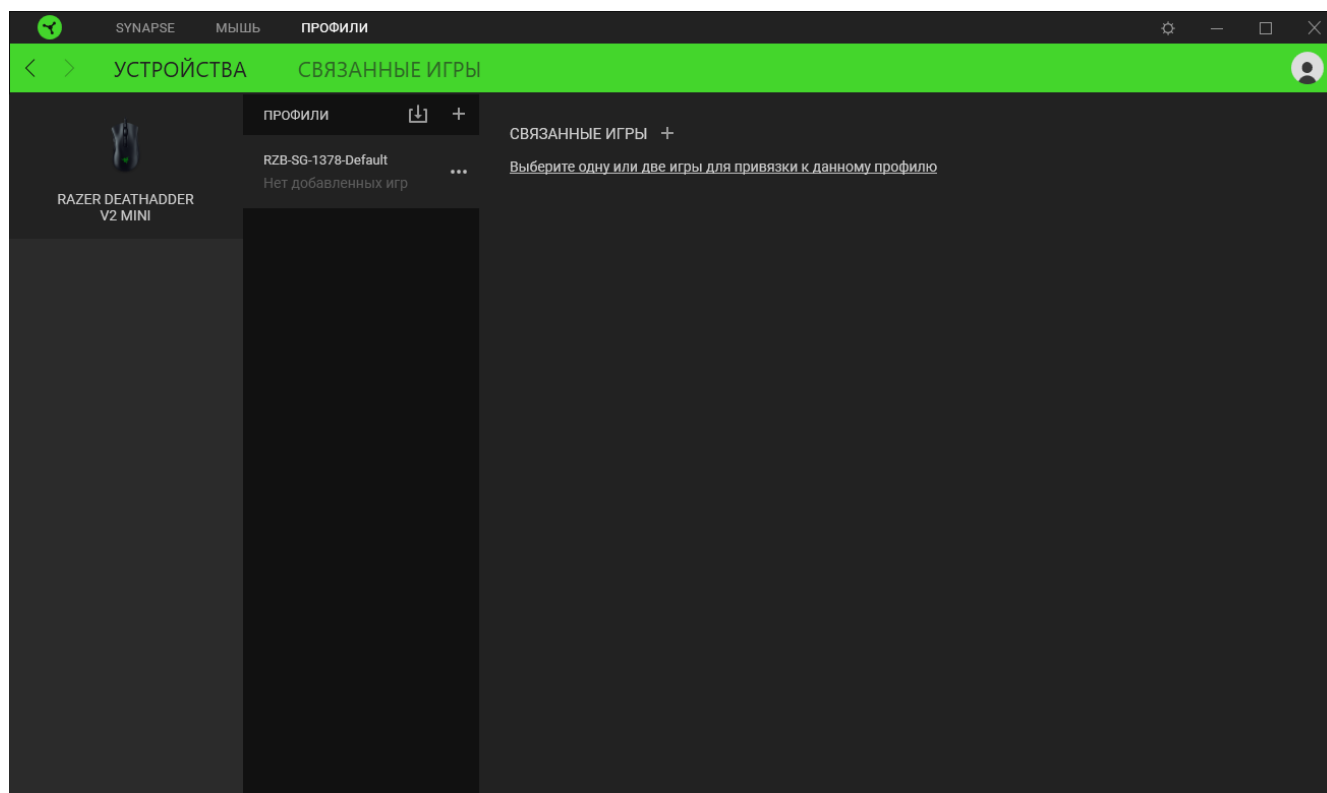 SYNAPSE МЫШЬ ПРОФИЛИ
УСТРОЙСТВА СВЯЗАННЫЕ ИГРЫ
RAZER DEATHADDER
V2 MINI
ПРОФИЛИ
RZB-SG-1378-Default
Нет добавленных игр
СВЯЗАННЫЕ ИГРЫ +
Выберите одну или две игры для привязки к данному профилю